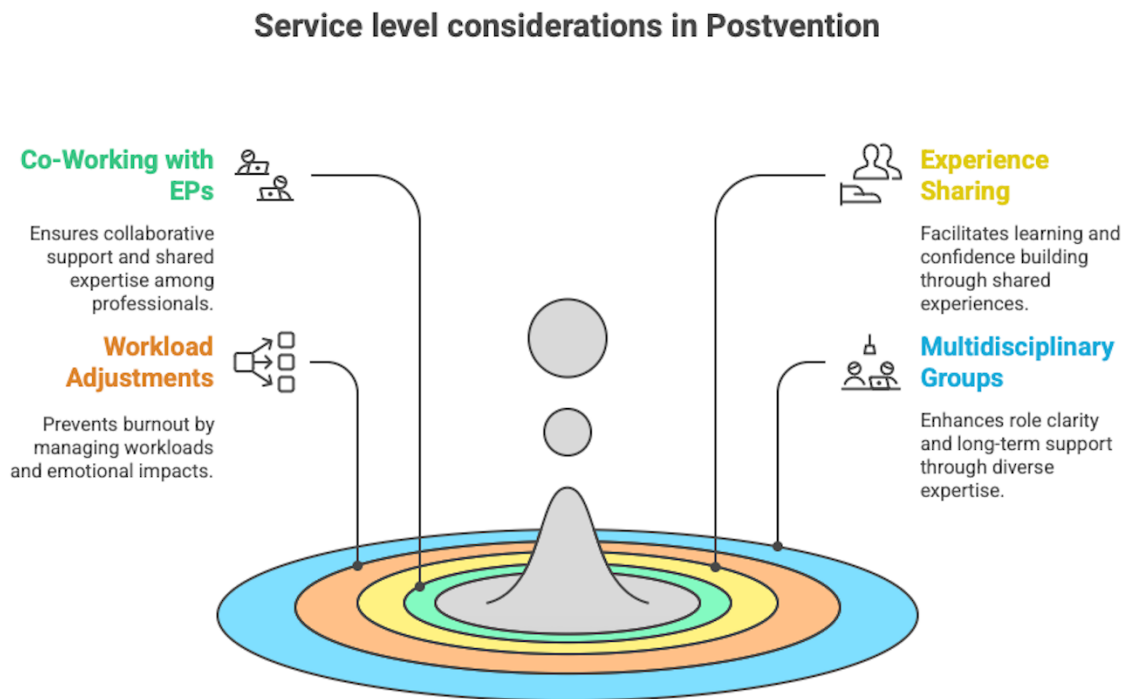 Service level considerations in Postvention
Co-Working with
EPs
Ensures collaborative
support and shared
expertise among
professionals.
Workload
Adjustments
Prevents burnout by
managing workloads
and emotional impacts.
Experience
Sharing
Facilitates learning and
confidence building
through shared
experiences.
Multidisciplinary
Groups
Enhances role clarity
and long-term support
through diverse
expertise.